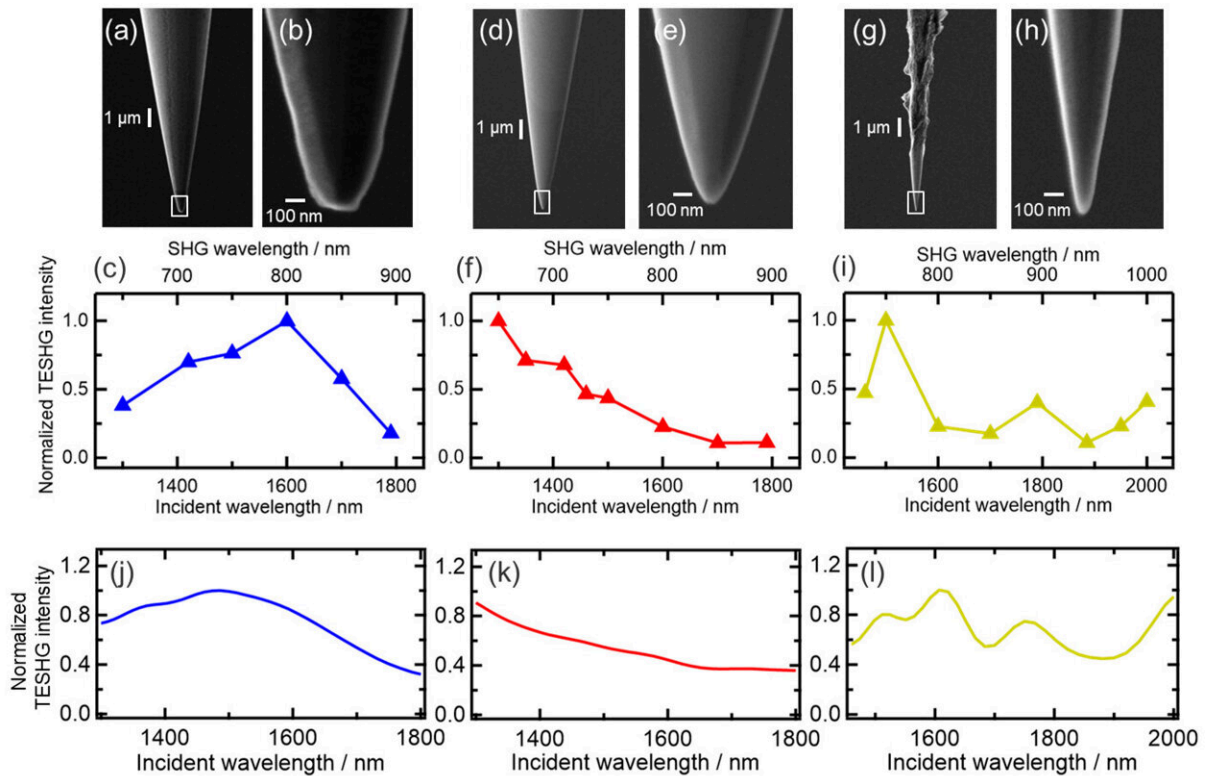 (a)
1 μm
(b)
100 nm
(d)
1 μm
(e)
100 nm
(g)
1 μm
(h)
100 nm
(c)
SHG wavelength / nm
700 800 900
Normalized TESHG intensity
1.0
0.5
0.0
1400 1600 1800
Incident wavelength / nm
(f)
SHG wavelength / nm
700 800 900
1.0
0.5
0.0
1400 1600 1800
Incident wavelength / nm
(i)
SHG wavelength / nm
800 900 1000
1.0
0.5
0.0
1600 1800 2000
Incident wavelength / nm
(j)
Normalized
TESHG intensity
1.2
0.8
0.4
0.0
1400 1600 1800
Incident wavelength / nm
(k)
1.2
0.8
0.4
0.0
1400 1600 1800
Incident wavelength / nm
(l)
1.2
0.8
0.4
0.0
1600 1800 2000
Incident wavelength / nm